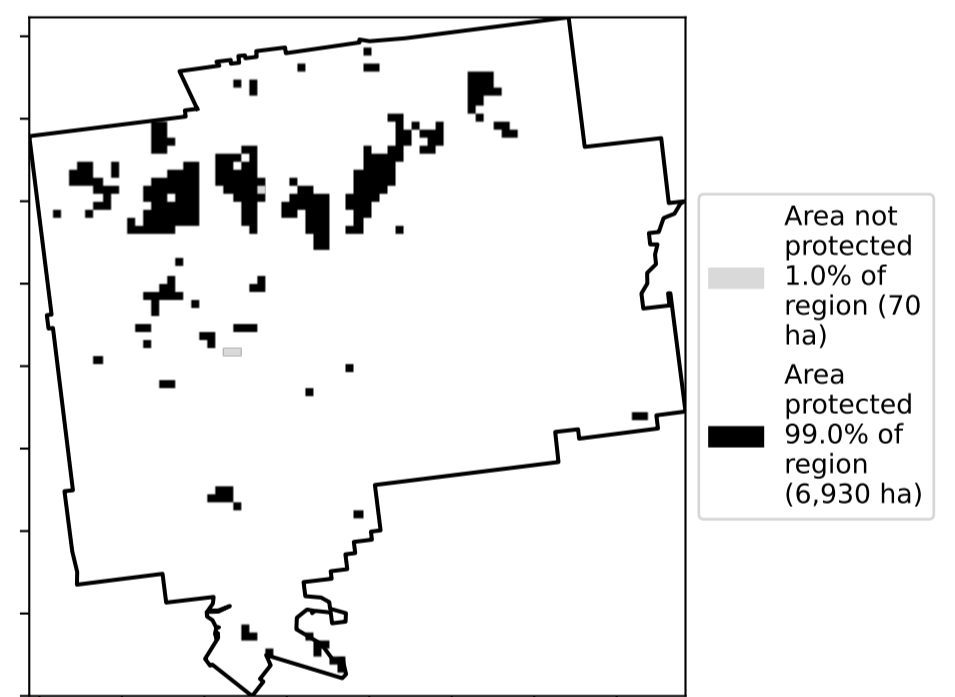 Area not
protected
1.0% of
region (70
ha)
Area
protected
99.0% of
region
(6,930 ha)